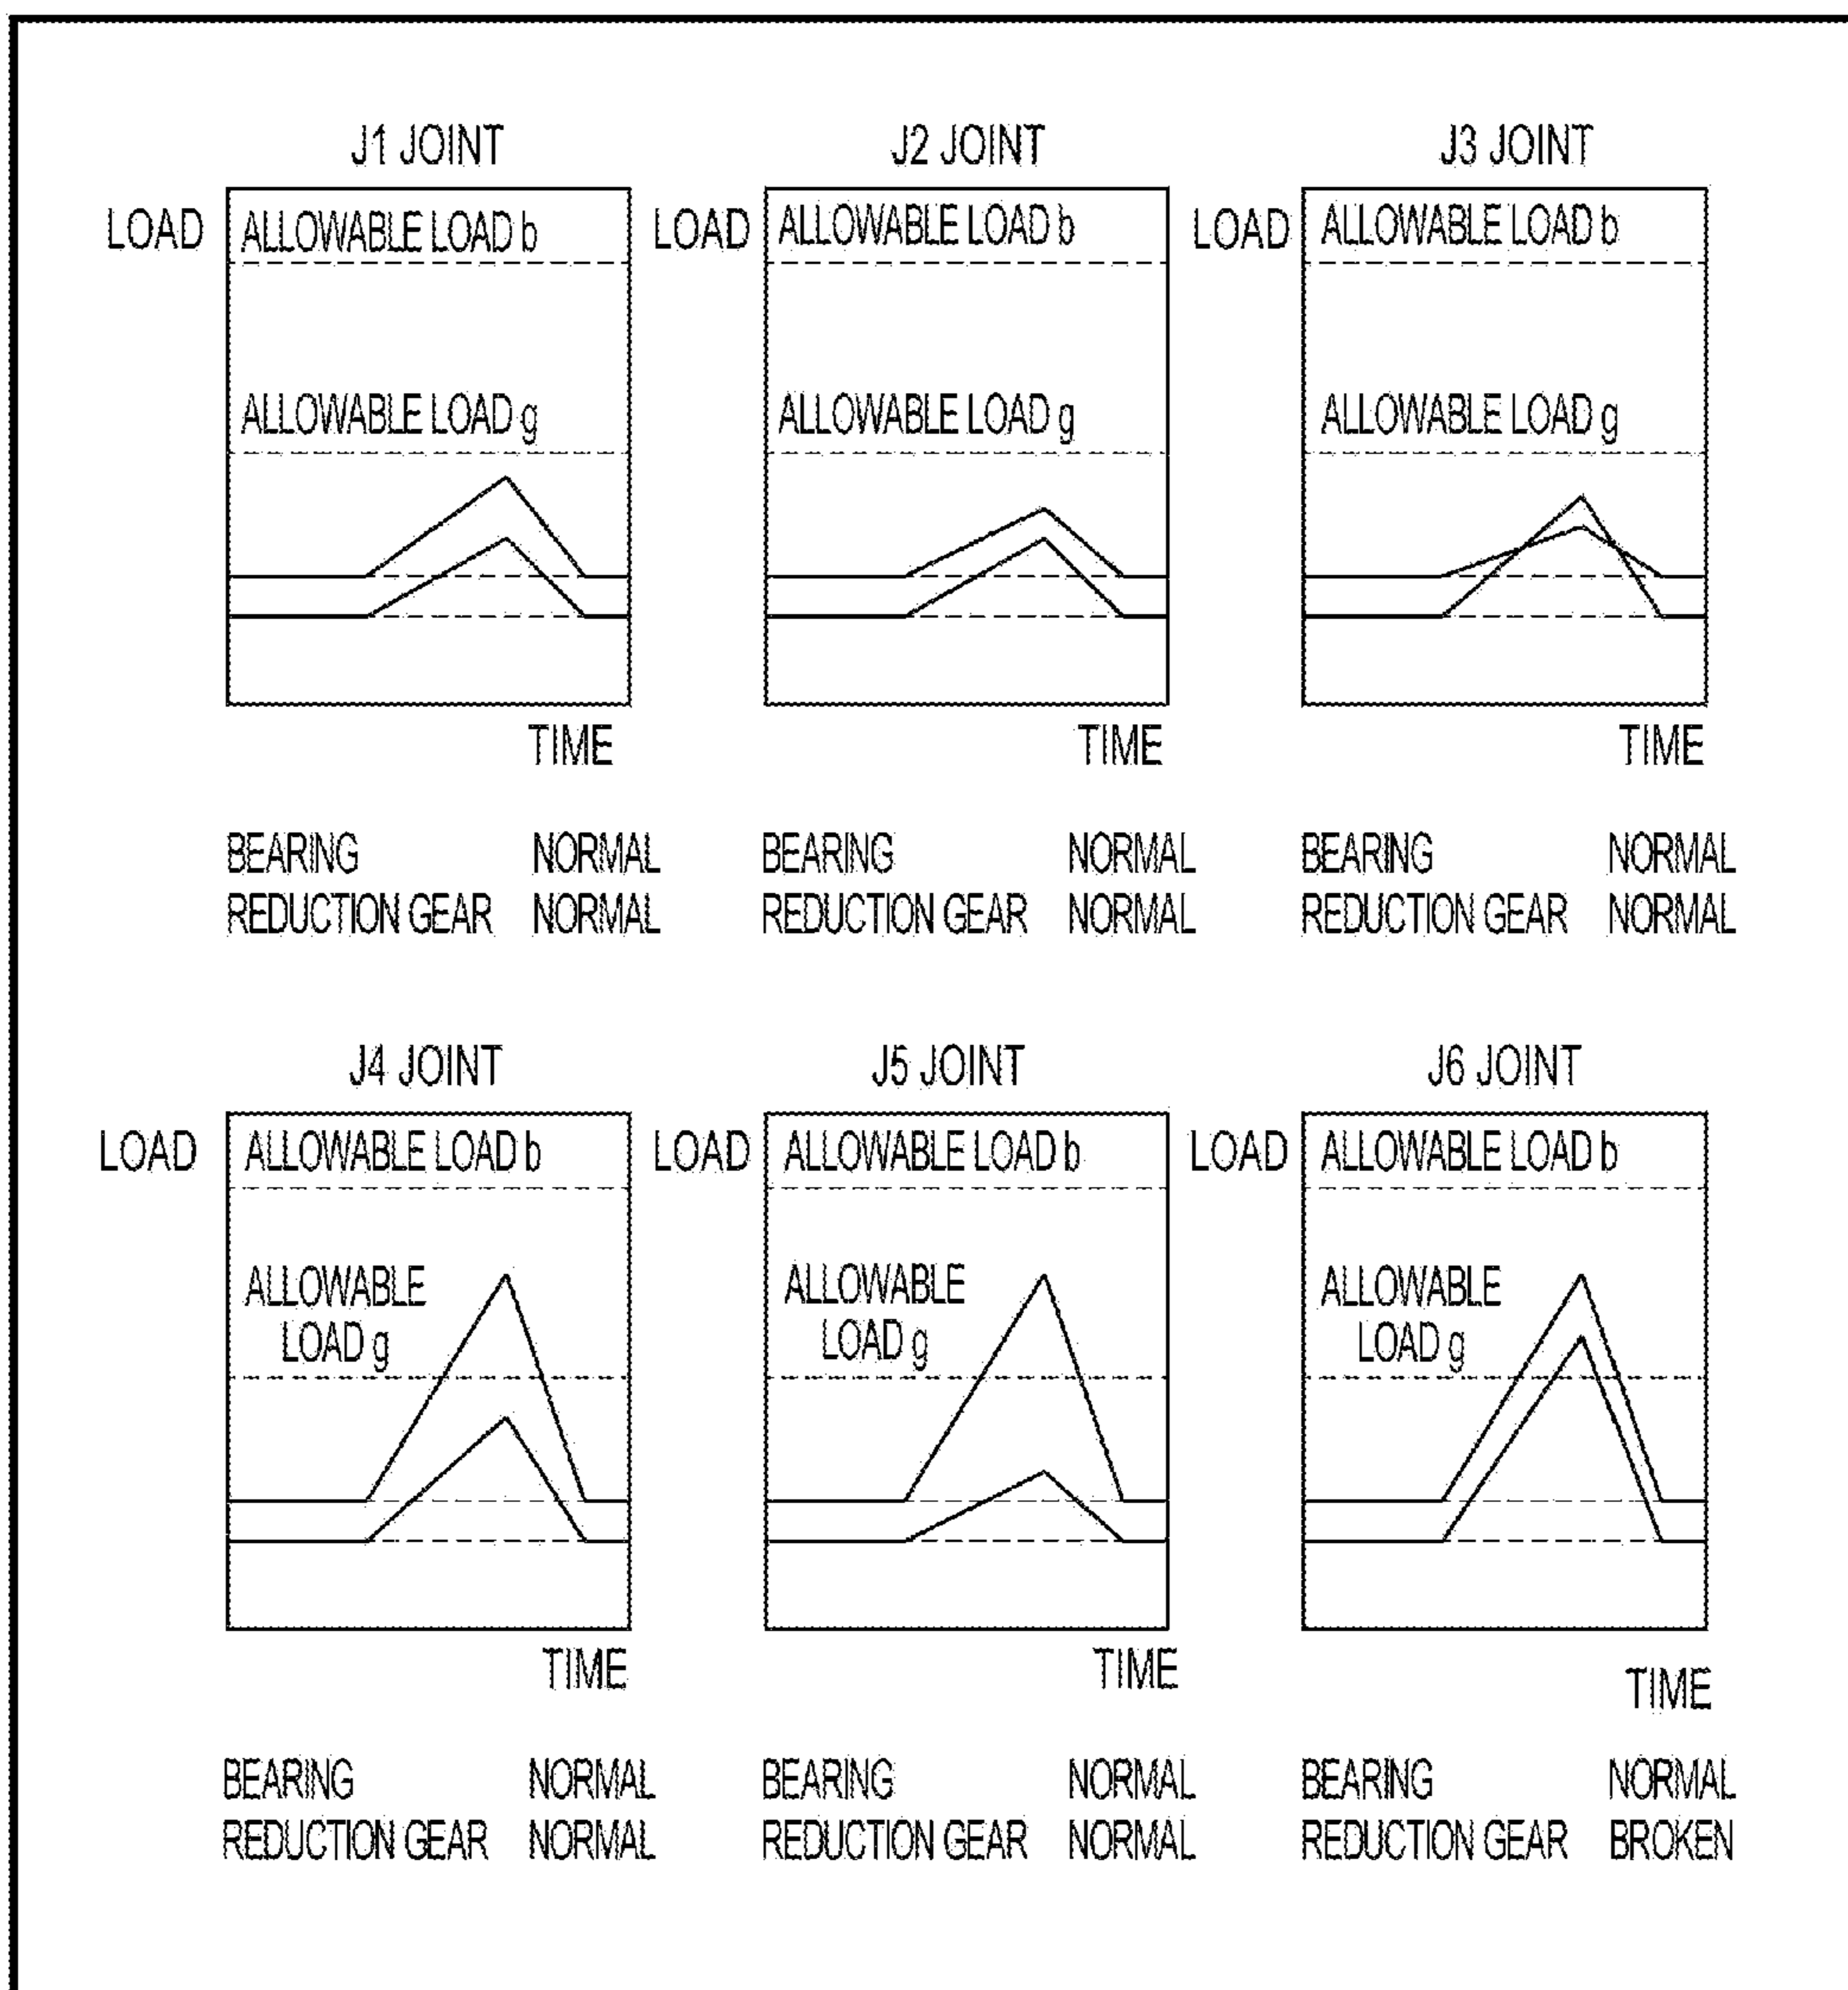 J1 JOINT
J2 JOINT
J3 JOINT
LOAD
ALLOWABLE LOAD b
ALLOWABLE LOAD g
TIME
LOAD
ALLOWABLE LOAD b
ALLOWABLE LOAD g
TIME
LOAD
ALLOWABLE LOAD b
ALLOWABLE LOAD g
TIME
BEARING NORMAL
REDUCTION GEAR NORMAL
BEARING NORMAL
REDUCTION GEAR NORMAL
BEARING NORMAL
REDUCTION GEAR NORMAL
J4 JOINT
J5 JOINT
J6 JOINT
LOAD
ALLOWABLE LOAD b
ALLOWABLE
LOAD g
TIME
LOAD
ALLOWABLE LOAD b
ALLOWABLE
LOAD g
TIME
LOAD
ALLOWABLE LOAD b
ALLOWABLE
LOAD g
TIME
BEARING NORMAL
REDUCTION GEAR NORMAL
BEARING NORMAL
REDUCTION GEAR NORMAL
BEARING NORMAL
REDUCTION GEAR BROKEN